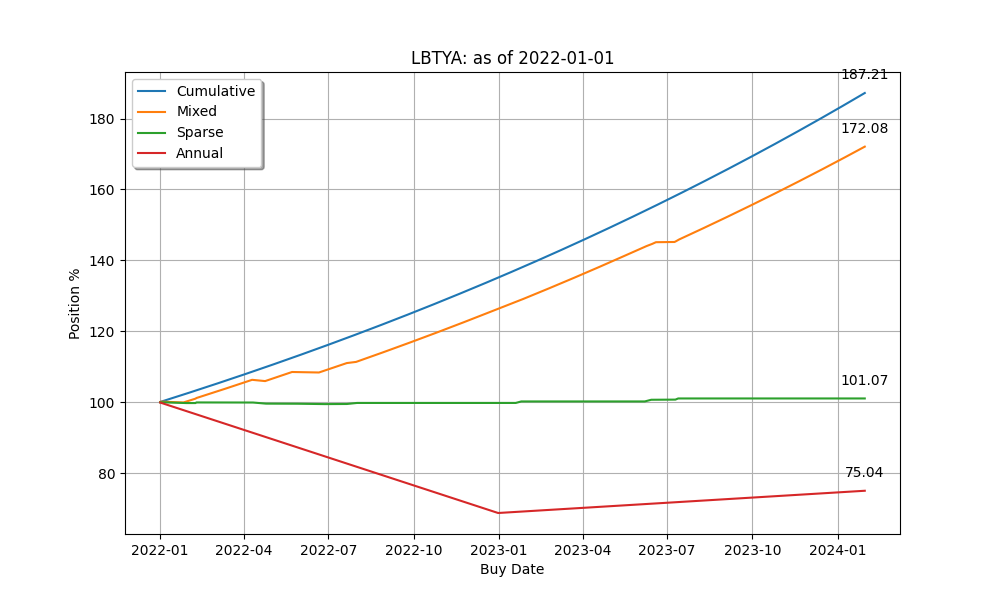 LBTYA: as of 2022-01-01
Cumulative
Mixed
Sparse
Annual
187.21
172.08
101.07
75.04
180
160
140
120
100
80
Position %
2022-01 2022-04 2022-07 2022-10 2023-01 2023-04 2023-07 2023-10 2024-01
Buy Date